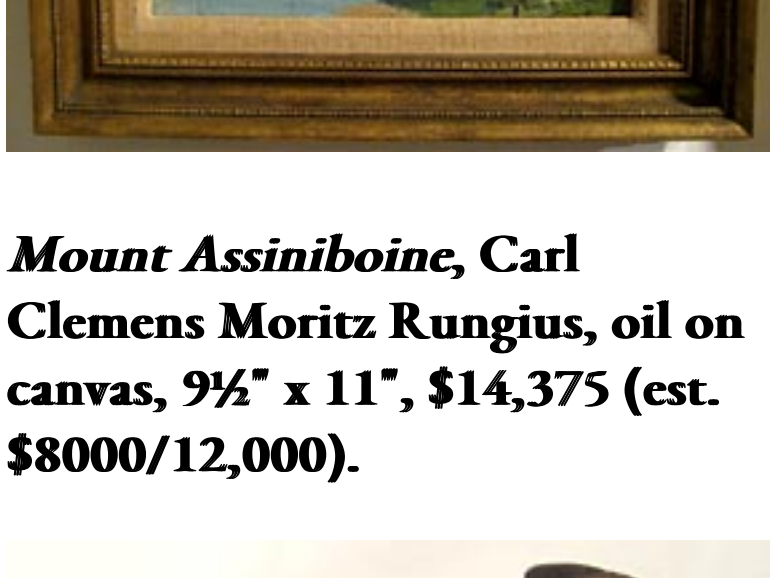 Mount Assiniboine, Carl
Clemens Moritz Rungius, oil on
canvas, 9½" x 11", $14,375 (est.
$8000/12,000).